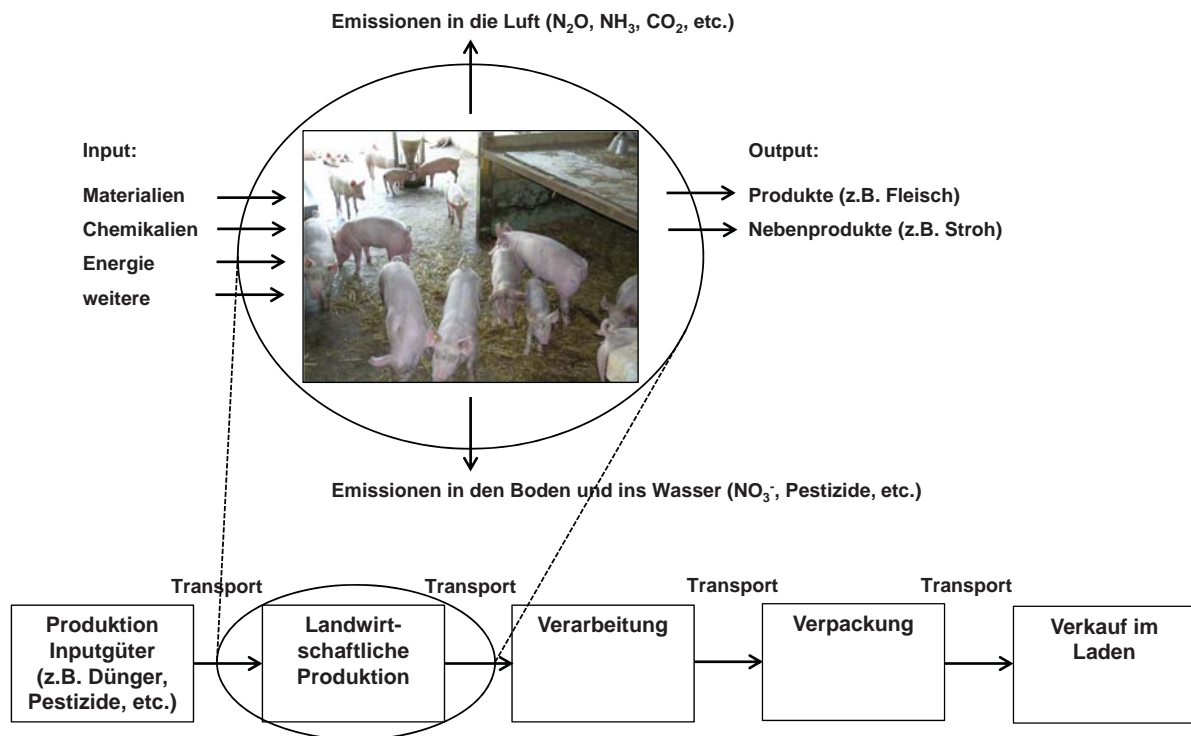 Emissionen in die Luft (N₂O, NH₃, CO₂, etc.)
Input:
Materialien
Chemikalien
Energie
weitere
Output:
Produkte (z.B. Fleisch)
Nebenprodukte (z.B. Stroh)
Emissionen in den Boden und ins Wasser (NO₃⁻, Pestizide, etc.)
Transport
Transport
Transport
Transport
Produktion
Inputgüter
(z.B. Dünger,
Pestizide, etc.)
Landwirt-
schaftliche
Produktion
Verarbeitung
Verpackung
Verkauf im
Laden